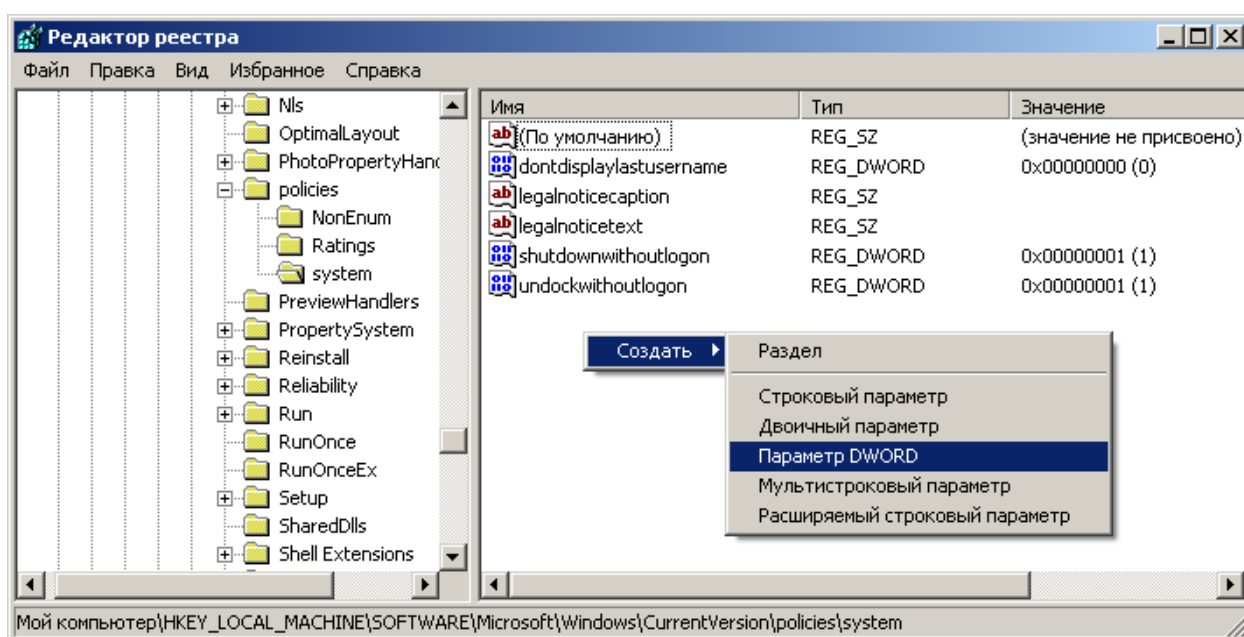 Редактор реестра
Файл Правка Вид Избранное Справка
Nls
OptimalLayout
PhotoPropertyHand
policies
NonEnum
Ratings
system
PreviewHandlers
PropertySystem
Reinstall
Reliability
Run
RunOnce
RunOnceEx
Setup
SharedDlls
Shell Extensions
Имя Тип Значение
(По умолчанию) REG_SZ (значение не присвоено)
dontdisplaylastusername REG_DWORD 0x00000000 (0)
legalnoticecaption REG_SZ
legalnoticetext REG_SZ
shutdownwithoutlogon REG_DWORD 0x00000001 (1)
undockwithoutlogon REG_DWORD 0x00000001 (1)
Создать
Раздел
Строковый параметр
Двоичный параметр
Параметр DWORD
Мультистроковый параметр
Расширяемый строковый параметр
Мой компьютер\HKEY_LOCAL_MACHINE\SOFTWARE\Microsoft\Windows\CurrentVersion\policies\system